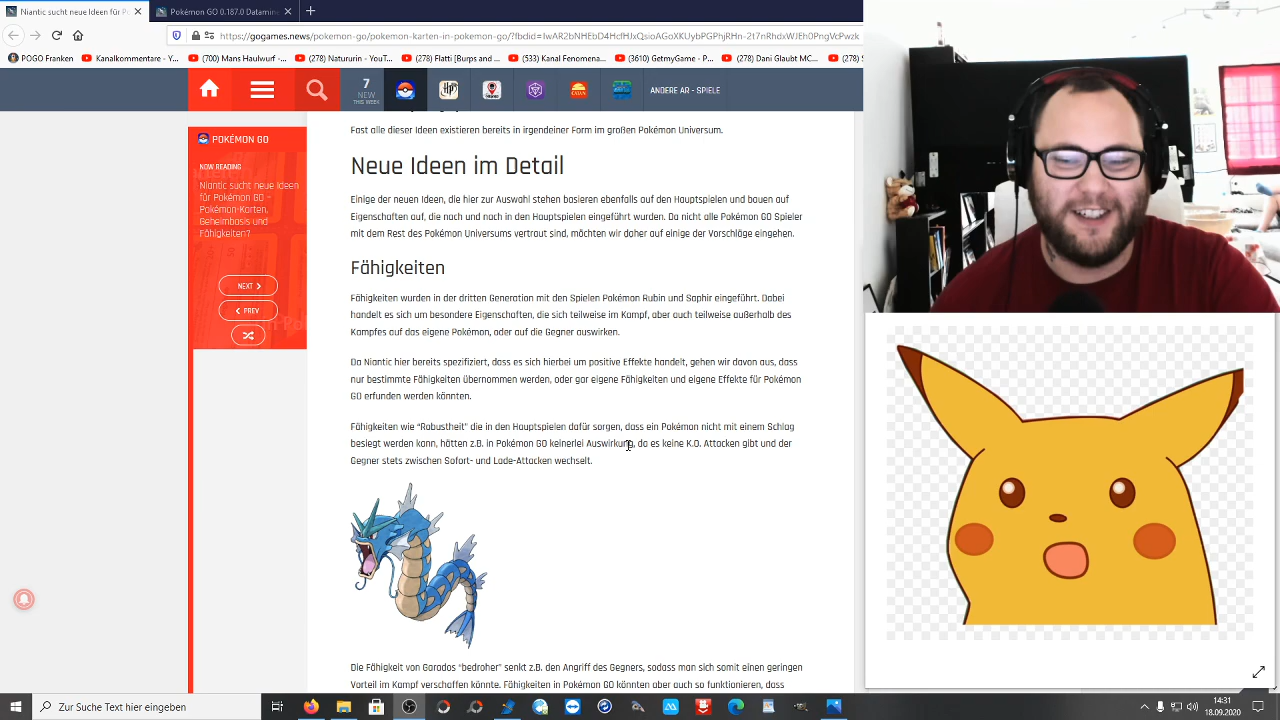 Niantic sucht neue Ideen für Po
Pokémon GO 0.187.0 Datamine
https://gogames.news/pokemon-go/pokemon-karten-in-pokemon-go/?fbclid=
POGO Franken
Kanalkommentare - Yo...
(700) Mans Haulwurf - ...
(278) Naturin - YouT...
(278) Flatti [Burps and ...
(533) Kanal Fenomena...
(3610) GetmyGame - P...
(278) Dani Glaubt MC...
7
NEW
THIS WEEK
ANDERE AR - SPIELE
POKÉMON GO
NOW READING
Niantic sucht neue Ideen
für Pokémon GO –
Pokémon-Karten,
Geheimbasis und
Fähigkeiten?
NEXT
PREV
Fast alle dieser Ideen existieren bereits in irgendeiner Form im großen Pokémon Universum.
Neue Ideen im Detail
Einige der neuen Ideen, die hier zur Auswahl stehen, basieren ebenfalls auf den Hauptspielen und bauen auf
Eigenschaften auf, die nach und nach in den Editionsspielen eingeführt wurden. Da nicht alle Pokémon GO Spieler
mit dem Rest des Pokémon Universums vertraut sind, möchten wir daher auf einige der Vorschläge eingehen.
Fähigkeiten
Fähigkeiten wurden in der dritten Generation mit den Spielen Pokémon Rubin und Saphir eingeführt. Dabei
handelt es sich um besondere Eigenschaften, die sich teilweise im Kampf, aber auch teilweise außerhalb des
Kampfes auf das eigene Pokémon, oder auf die Gegner auswirken.
Da Niantic hier bereits spezifiziert, dass es sich hierbei um positive Effekte handelt, gehen wir davon aus, dass
nur bestimmte Fähigkeiten übernommen werden, oder gar eigene Fähigkeiten und eigene Effekte für Pokémon
GO erfunden werden könnten.
Fähigkeiten wie "Robustheit" die in den Hauptspielen dafür sorgen, dass ein Pokémon nicht mit einem Schlag
besiegt werden kann, hätten z.B. in Pokémon GO keinerlei Auswirkung, da es keine K.O. Attacken gibt und der
Gegner stets zwischen Sofort- und Lade-Attacken wechselt.
Die Fähigkeit von Garados "bedroher" senkt z.B. den Angriff des Gegners, sodass man sich somit einen geringen
Vorteil im Kampf verschaffen könnte. Fähigkeiten in Pokémon GO könnten aber auch so funktionieren, dass
Zur Suche hier eingeben
14:31
18.09.2020